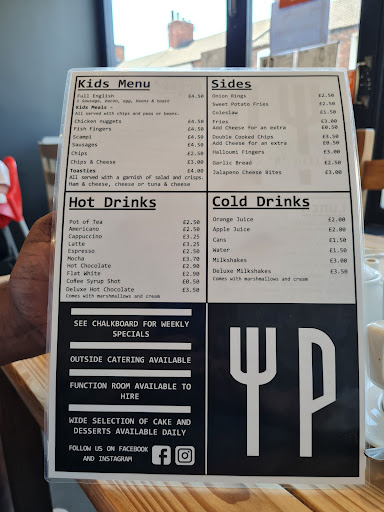 Kids Menu
Full English £4.50
1 sausage, bacon, egg, beans & toast
Kids Meals -
All served with chips and peas or beans.
Chicken nuggets £4.50
Fish fingers £4.50
Scampi £4.50
Sausages £4.50
Chips £2.50
Chips & Cheese £3.00
Toasties £4.00
All served with a garnish of salad and crisps.
Ham & cheese, cheese or tuna & cheese
Sides
Onion Rings £2.50
Sweet Potato Fries £2.50
Coleslaw £1.50
Fries £3.00
Add Cheese for an extra £0.50
Double Cooked Chips £3.50
Add Cheese for an extra £0.50
Halloumi Fingers £3.00
Garlic Bread £2.50
Jalapeno Cheese Bites £3.00
Hot Drinks
Pot of Tea £2.50
Americano £2.50
Cappuccino £3.25
Latte £3.25
Espresso £2.50
Mocha £3.70
Hot Chocolate £2.90
Flat White £2.90
Coffee Syrup Shot £0.50
Deluxe Hot Chocolate £3.50
Comes with marshmallows and cream
Cold Drinks
Orange Juice £2.00
Apple Juice £2.00
Cans £1.50
Water £1.50
Milkshakes £3.00
Deluxe Milkshakes £3.50
Comes with marshmallows and cream
SEE CHALKBOARD FOR WEEKLY
SPECIALS
OUTSIDE CATERING AVAILABLE
FUNCTION ROOM AVAILABLE TO
HIRE
WIDE SELECTION OF CAKE AND
DESSERTS AVAILABLE DAILY
FOLLOW US ON FACEBOOK
AND INSTAGRAM